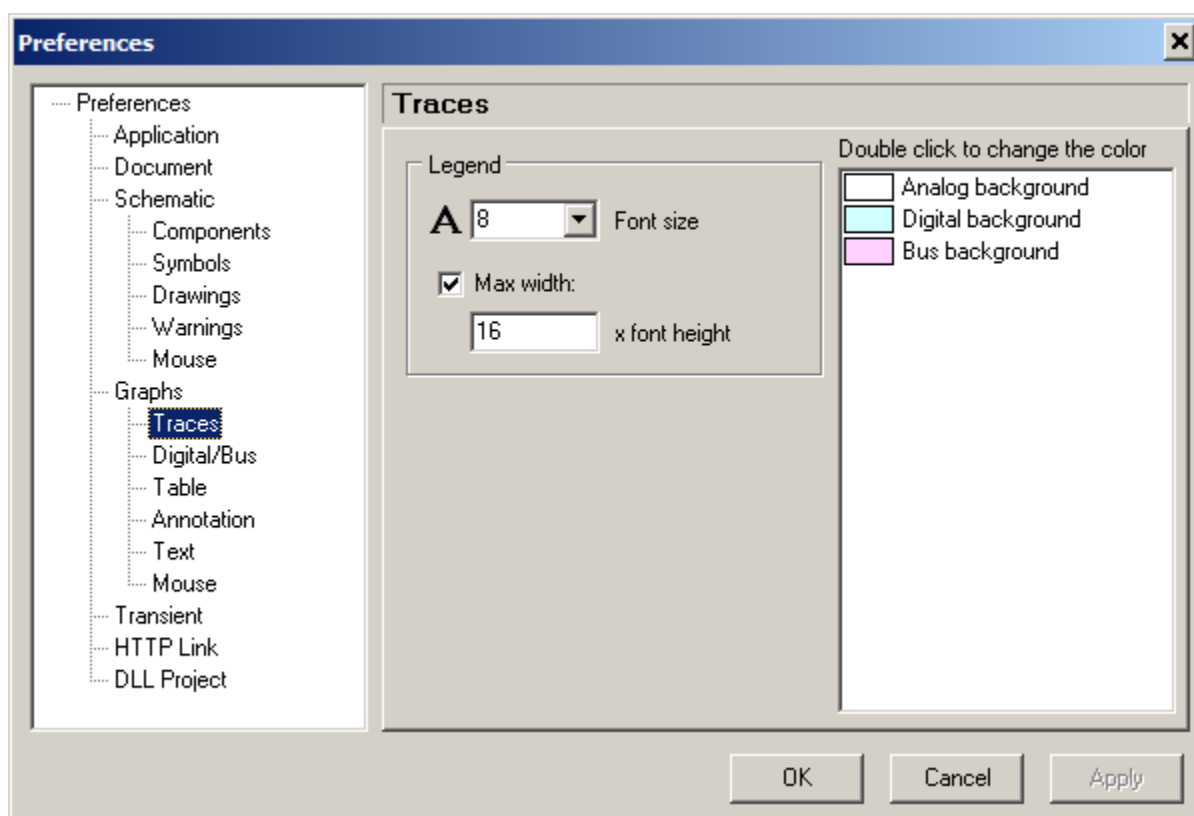 Preferences
Preferences
Application
Document
Schematic
Components
Symbols
Drawings
Warnings
Mouse
Graphs
Traces
Digital/Bus
Table
Annotation
Text
Mouse
Transient
HTTP Link
DLL Project
Traces
Legend
A 8 Font size
Max width:
16 x font height
Double click to change the color
Analog background
Digital background
Bus background
OK Cancel Apply